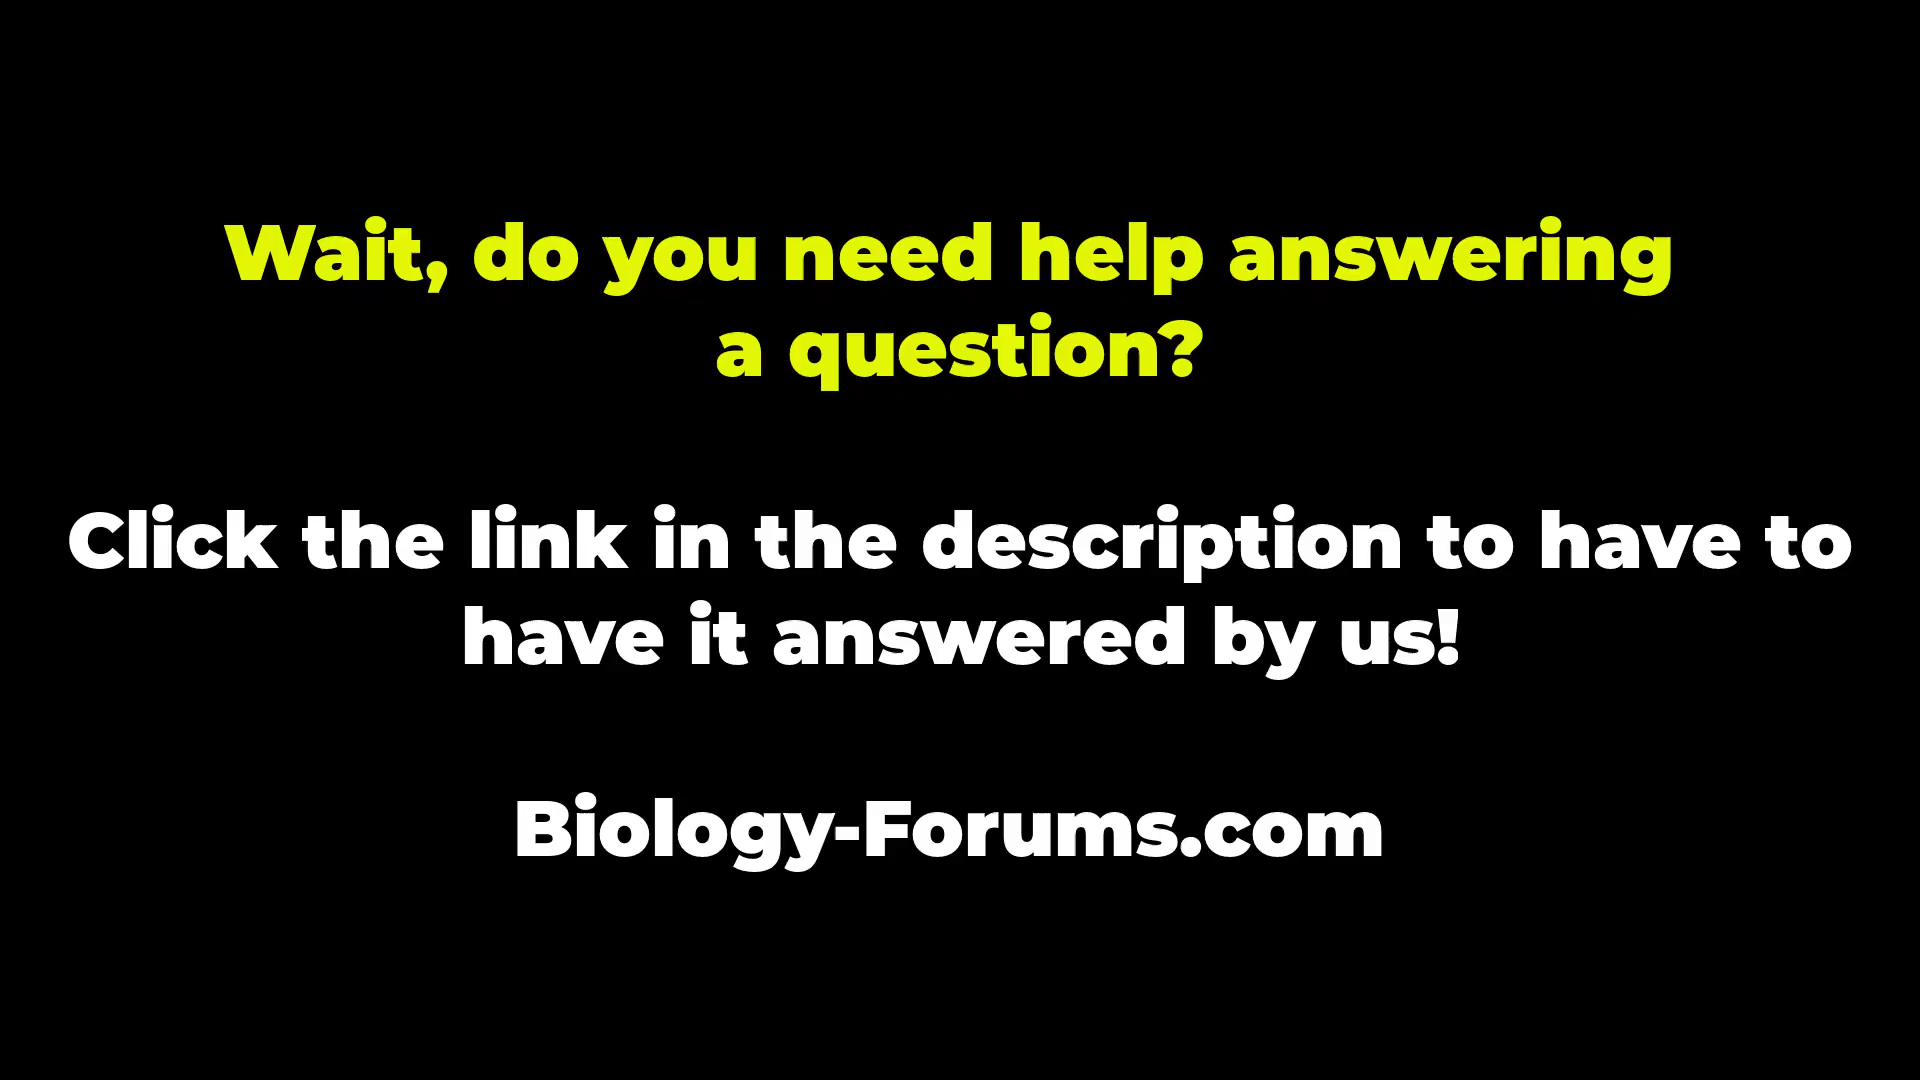 Wait, do you need help answering
a question?
Click the link in the description to have to
have it answered by us!
Biology-Forums.com